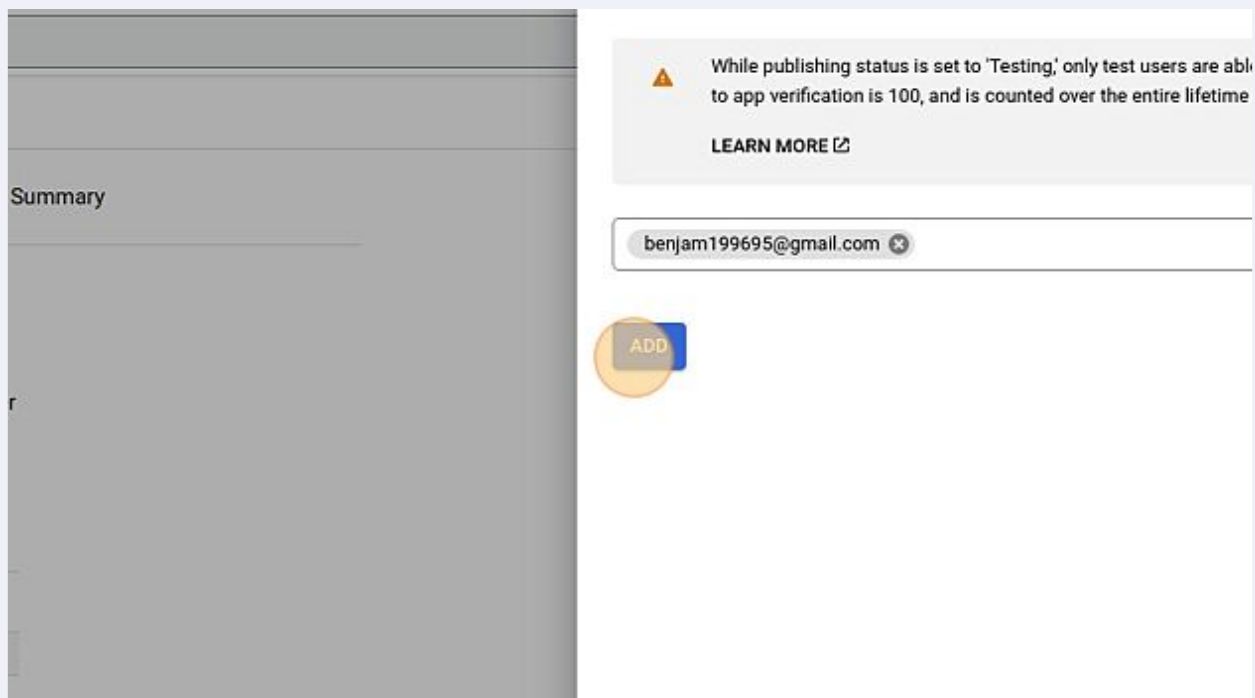 While publishing status is set to 'Testing,' only test users are
to app verification is 100, and is counted over the entire lifetime
LEARN MORE
Summary
benjam199695@gmail.com
ADD
r